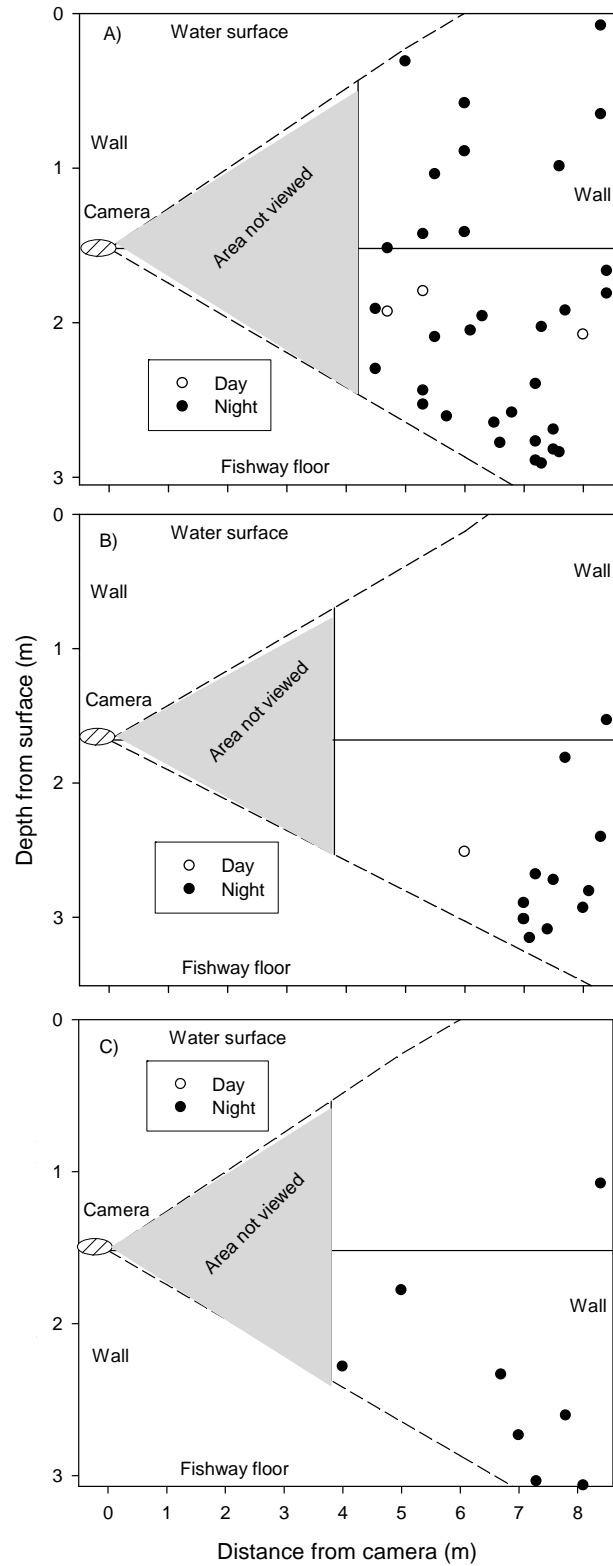 0
A)
Water surface
Wall
1
Wall
Camera
Area not viewed
2
Day
Night
Fishway floor
3
0
B)
Water surface
Wall
Wall
1
Camera
Area not viewed
2
Day
Night
3
Fishway floor
Depth from surface (m)
0
C)
Water surface
Day
Night
1
Camera
Area not viewed
Wall
2
Wall
Fishway floor
3
0 1 2 3 4 5 6 7 8
Distance from camera (m)